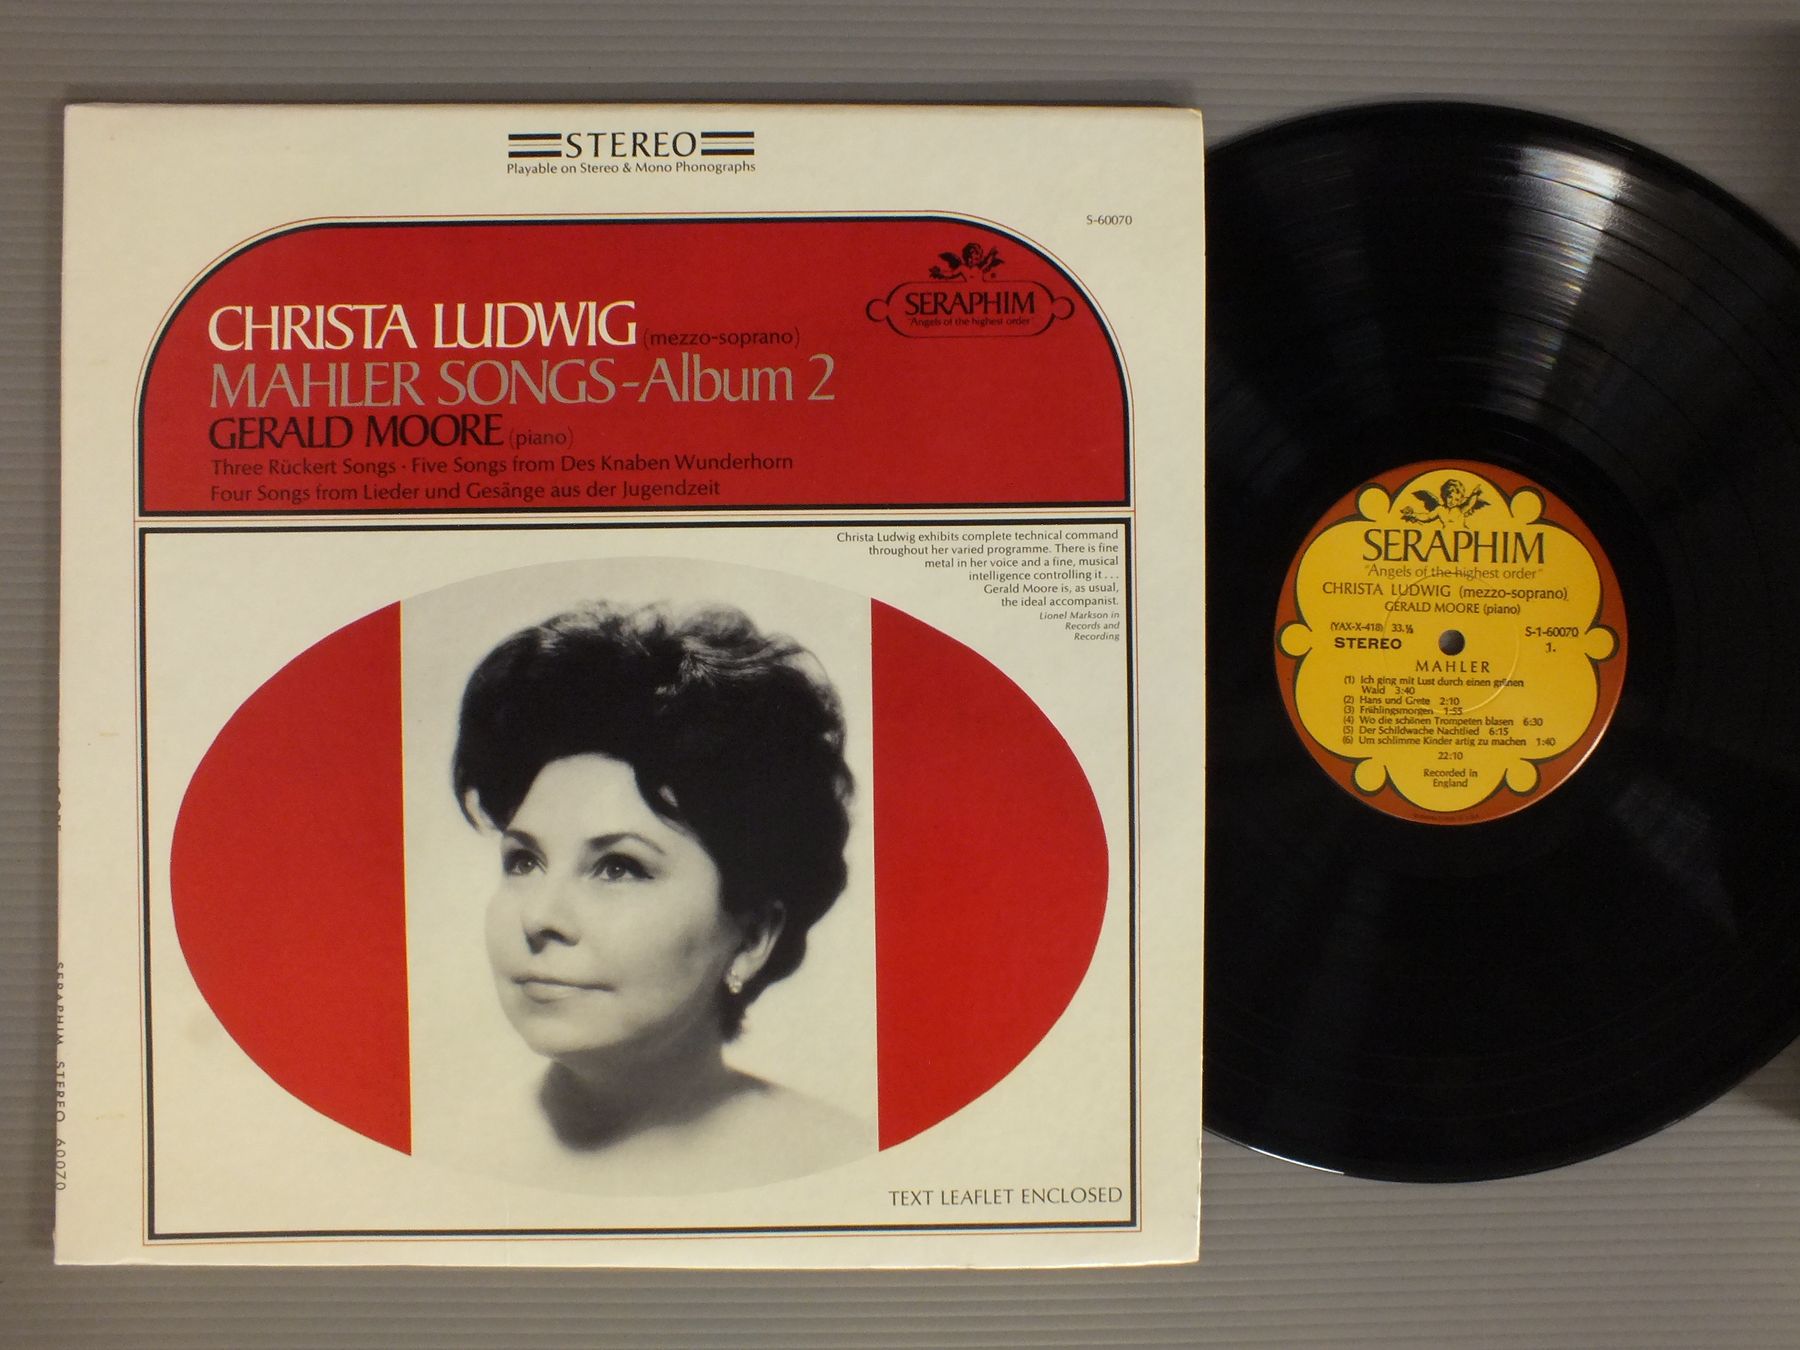 STEREO
Playable on Stereo & Mono Phonographs
S-60070
SERAPHIM
"Angels of the highest order"
CHRISTA LUDWIG (mezzo-soprano)
MAHLER SONGS-Album 2
GERALD MOORE (piano)
Three Rückert Songs · Five Songs from Des Knaben Wunderhorn
Four Songs from Lieder und Gesänge aus der Jugendzeit
Christa Ludwig exhibits complete technical command
throughout her varied programme. There is fine
metal in her voice and a fine, musical
intelligence controlling it...
Gerald Moore is, as usual,
the ideal accompanist.
Lionel Markson in
Records and
Recording
TEXT LEAFLET ENCLOSED
SERAPHIM STEREO 60070
SERAPHIM
"Angels of the highest order"
CHRISTA LUDWIG (mezzo-soprano)
GERALD MOORE (piano)
(YAX-X-418) 33.⅓
STEREO
S-1-60070
1.
MAHLER
(1) Ich ging mit Lust durch einen grünen
Wald 3:40
(2) Hans und Grete 2:10
(3) Frühlingsmorgen 1:55
(4) Wo die schönen Trompeten blasen 6:30
(5) Der Schildwache Nachtlied 6:15
(6) Um schlimme Kinder artig zu machen 1:40
22:10
Recorded in
England